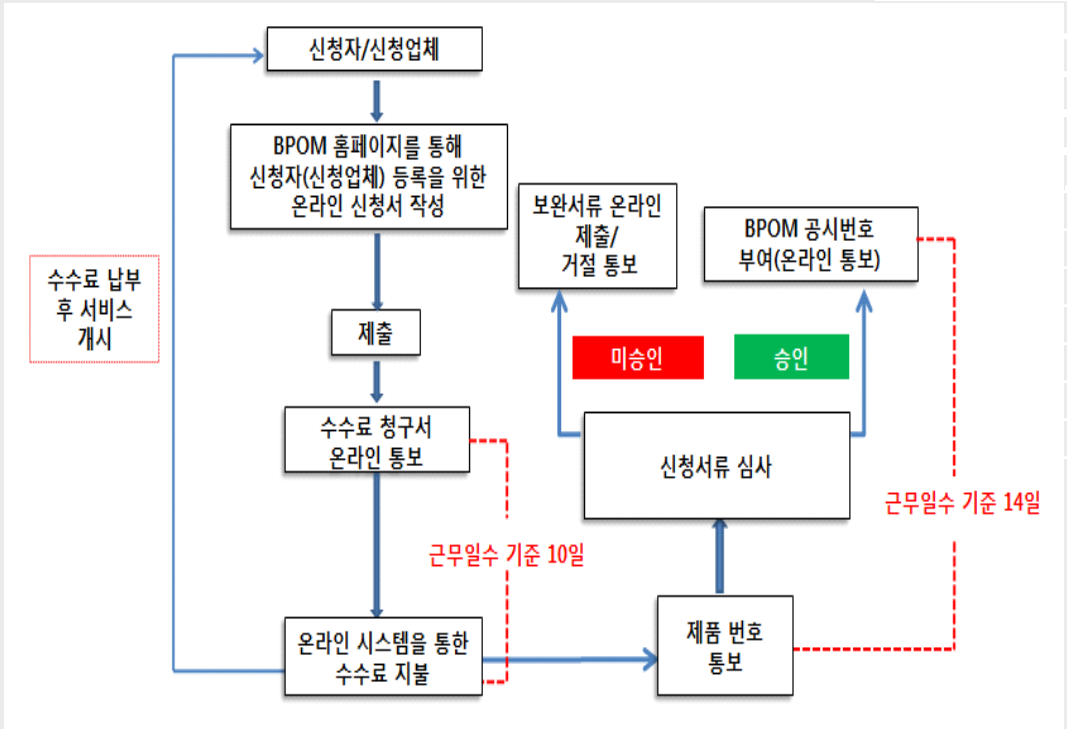 신청자/신청업체
BPOM 홈페이지를 통해
신청자(신청업체) 등록을 위한
온라인 신청서 작성
제출
수수료 청구서
온라인 통보
근무일수 기준 10일
온라인 시스템을 통한
수수료 지불
수수료 납부
후 서비스
개시
제품 번호
통보
신청서류 심사
미승인
승인
보완서류 온라인
제출/
거절 통보
BPOM 공시번호
부여(온라인 통보)
근무일수 기준 14일